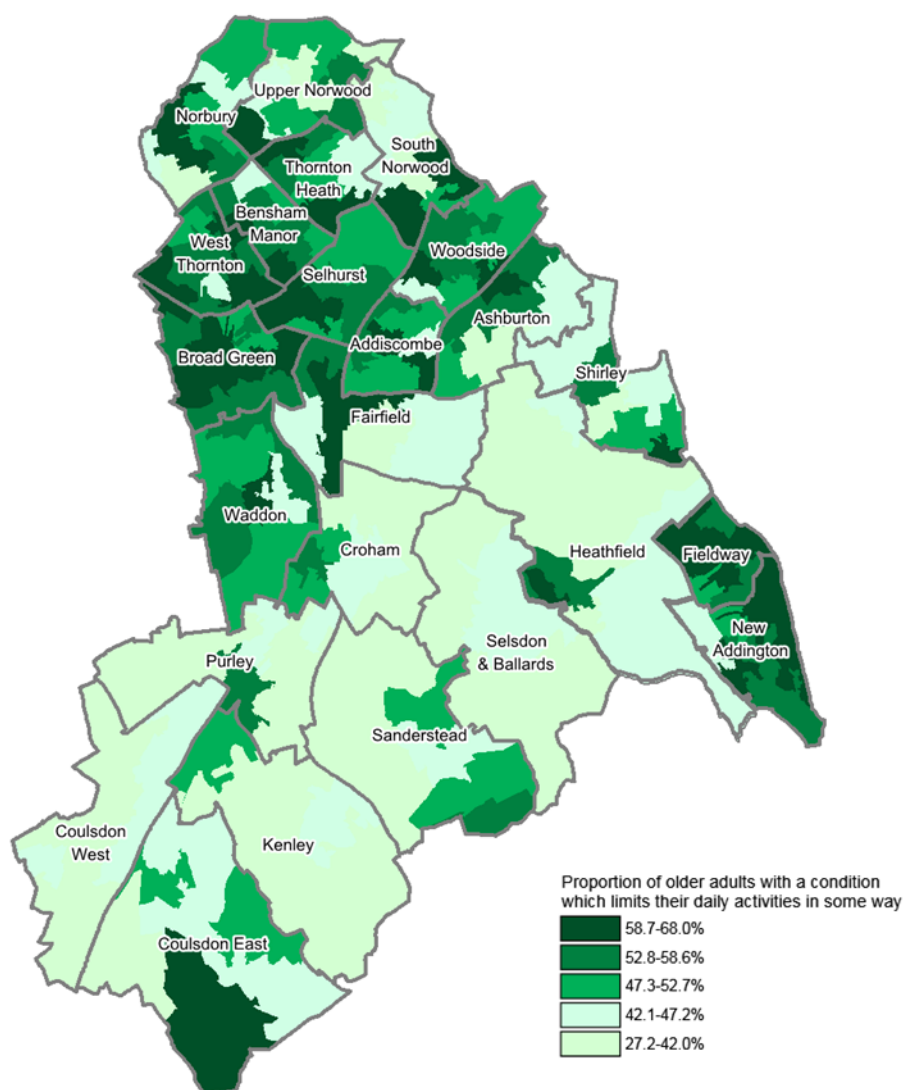 Upper Norwood
Norbury
South
Norwood
Thornton
Heath
Bensham
Manor
West
Thornton
Woodside
Selhurst
Ashburton
Addiscombe
Broad Green
Shirley
Fairfield
Waddon
Croham
Heathfield
Fieldway
New
Addington
Purley
Selsdon
& Ballards
Sanderstead
Coulsdon
West
Kenley
Coulsdon East
Proportion of older adults with a condition
which limits their daily activities in some way
58.7-68.0%
52.8-58.6%
47.3-52.7%
42.1-47.2%
27.2-42.0%